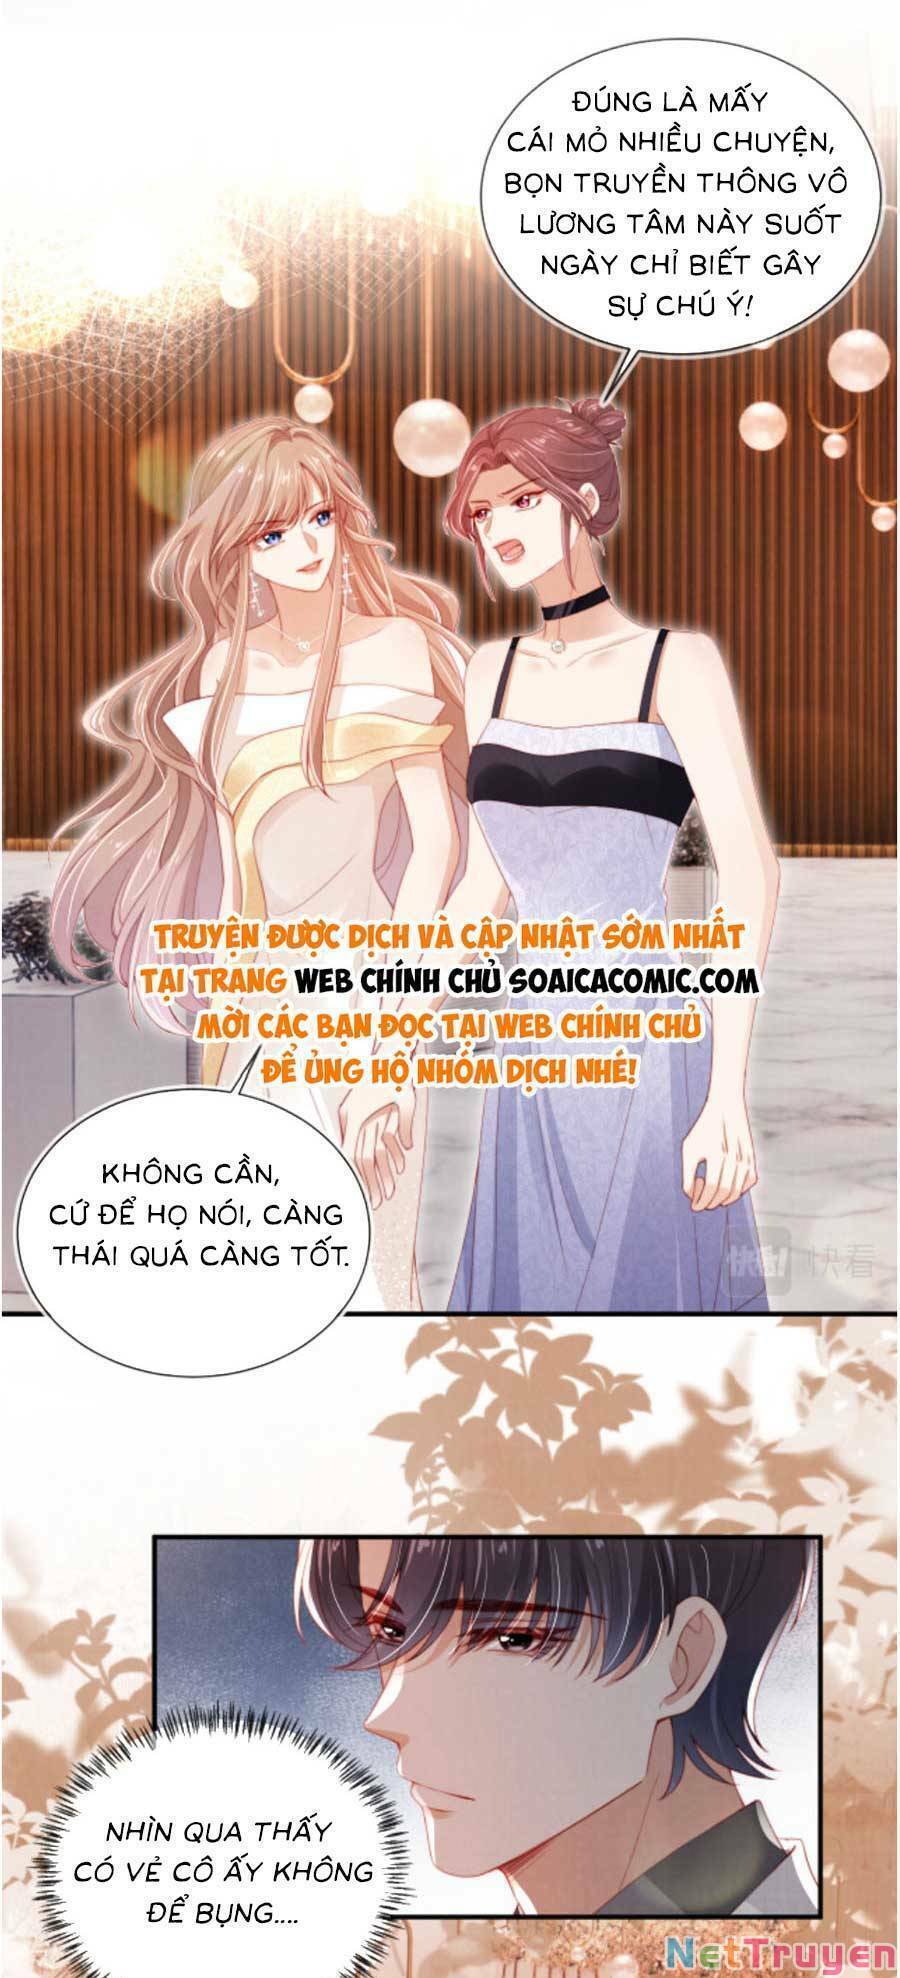 ĐÚNG LÀ MẤY
CÁI MỎ NHIỀU CHUYỆN,
BỌN TRUYỀN THÔNG VÔ
LƯƠNG TÂM NÀY SUỐT
NGÀY CHỈ BIẾT GÂY
SỰ CHÚ Ý!
TRUYỆN ĐƯỢC DỊCH VÀ CẬP NHẬT SỚM NHẤT
TẠI TRANG WEB CHÍNH CHỦ SOAICACOMIC.COM
MỜI CÁC BẠN ĐỌC TẠI WEB CHÍNH CHỦ
ĐỂ ỦNG HỘ NHÓM DỊCH NHÉ!
KHÔNG CẦN,
CỨ ĐỂ HỌ NÓI, CÀNG
THÁI QUÁ CÀNG TỐT.
快看! 快看
NHÌN QUA THẤY
CÓ VẺ CÔ ẤY KHÔNG
ĐỂ BỤNG....
NetTruyen